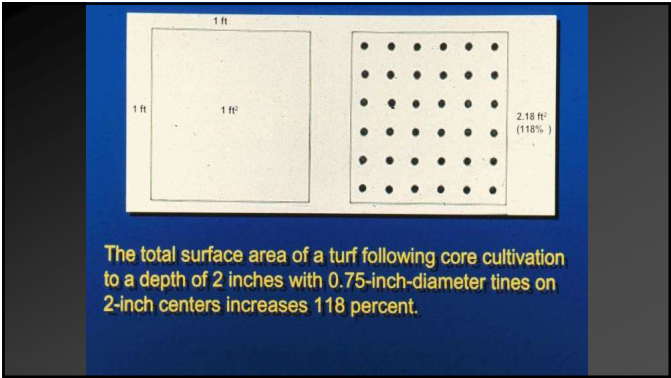 1 ft
1 ft
1 ft²
2.18 ft²
(118% )
The total surface area of a turf following core cultivation
to a depth of 2 inches with 0.75-inch-diameter tines on
2-inch centers increases 118 percent.